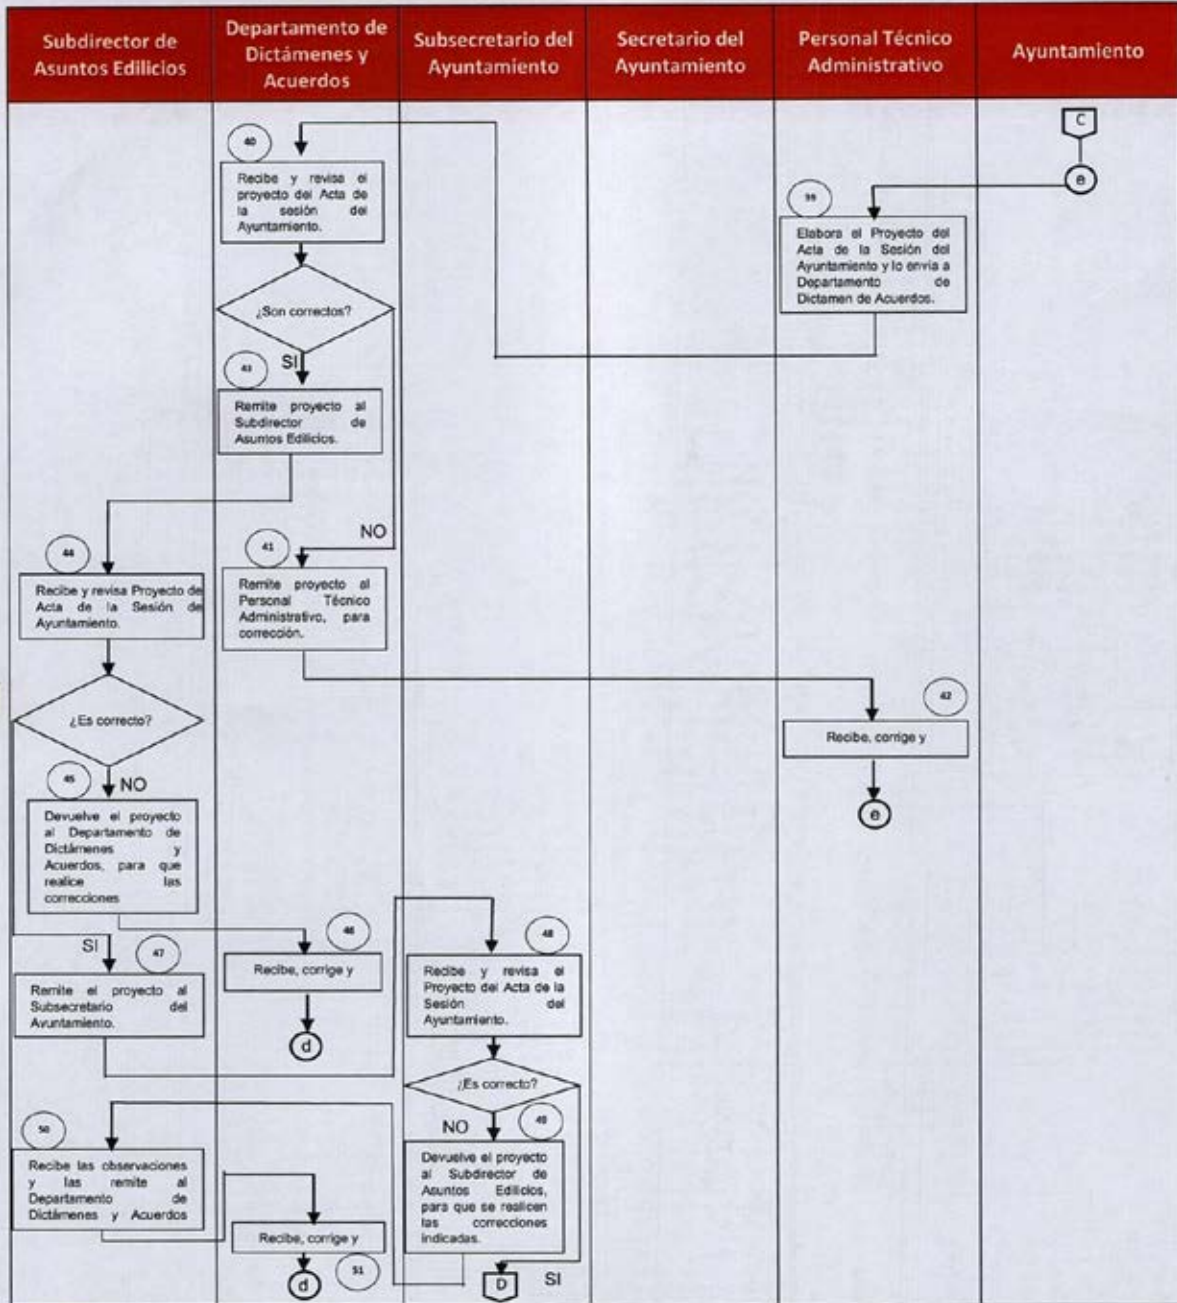 Subdirector de
Asuntos Edilicios
Departamento de
Dictámenes y
Acuerdos
Subsecretario del
Ayuntamiento
Secretario del
Ayuntamiento
Personal Técnico
Administrativo
Ayuntamiento
C
e
39
Elabora el Proyecto del
Acta de la Sesión del
Ayuntamiento y lo envía a
Departamento de
Dictamen de Acuerdos.
40
Recibe y revisa el
proyecto del Acta de
la sesión del
Ayuntamiento.
¿Son correctos?
SI
43
Remite proyecto al
Subdirector de
Asuntos Edilicios.
NO
41
Remite proyecto al
Personal Técnico
Administrativo, para
corrección.
42
Recibe, corrige y
e
44
Recibe y revisa Proyecto de
Acta de la Sesión de
Ayuntamiento.
¿Es correcto?
NO
45
Devuelve el proyecto
al Departamento de
Dictámenes y
Acuerdos, para que
realice las
correcciones
46
Recibe, corrige y
d
SI
47
Remite el proyecto al
Subsecretario del
Ayuntamiento.
48
Recibe y revisa el
Proyecto del Acta de la
Sesión del
Ayuntamiento.
¿Es correcto?
NO
49
Devuelve el proyecto
al Subdirector de
Asuntos Edilicios,
para que se realicen
las correcciones
indicadas.
SI
D
50
Recibe las observaciones
y las remite al
Departamento de
Dictámenes y Acuerdos
Recibe, corrige y
51
d